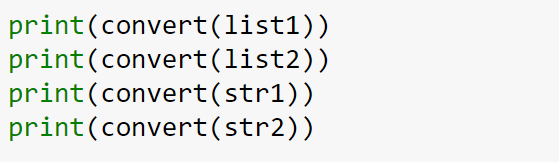 print(convert(list1))
print(convert(list2))
print(convert(str1))
print(convert(str2))